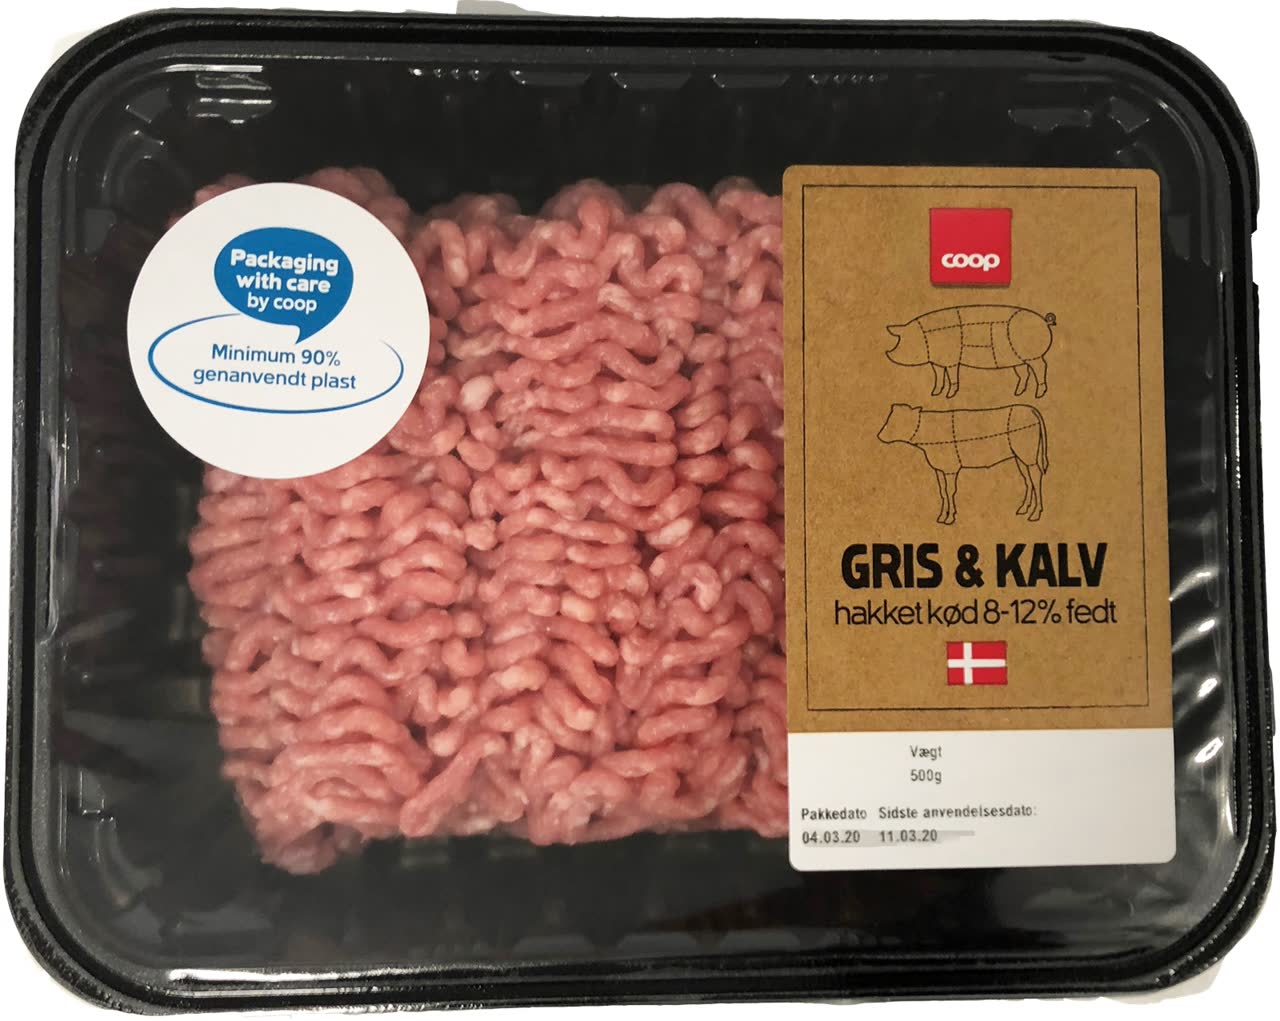 Packaging
with care
by coop
Minimum 90%
genanvendt plast
coop
GRIS & KALV
hakket kød 8-12% fedt
Vægt
500g
Pakkedato Sidste anvendelsesdato:
04.03.20 11.03.20